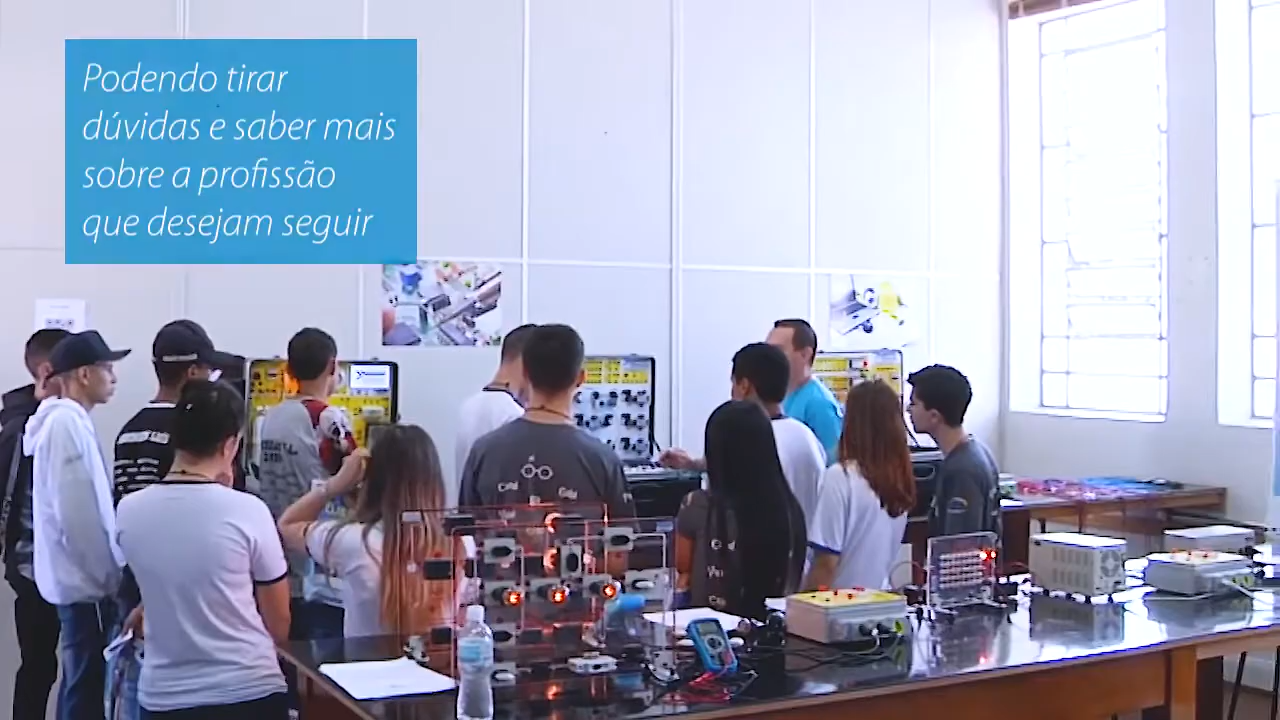 Podendo tirar
dúvidas e saber mais
sobre a profissão
que desejam seguir